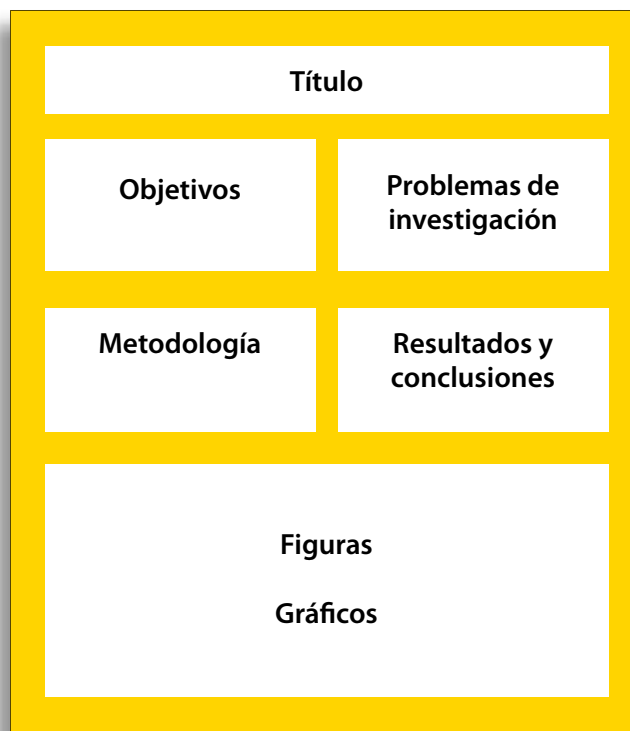 Título
Objetivos
Problemas de
investigación
Metodología
Resultados y
conclusiones
Figuras
Gráficos